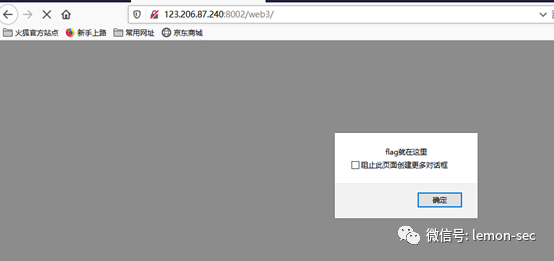 123.206.87.240:8002/web3/
火狐官方站点 新手上路 常用网址 京东商城
flag就在这里
阻止此页面创建更多对话框
确定
微信号: lemon-sec